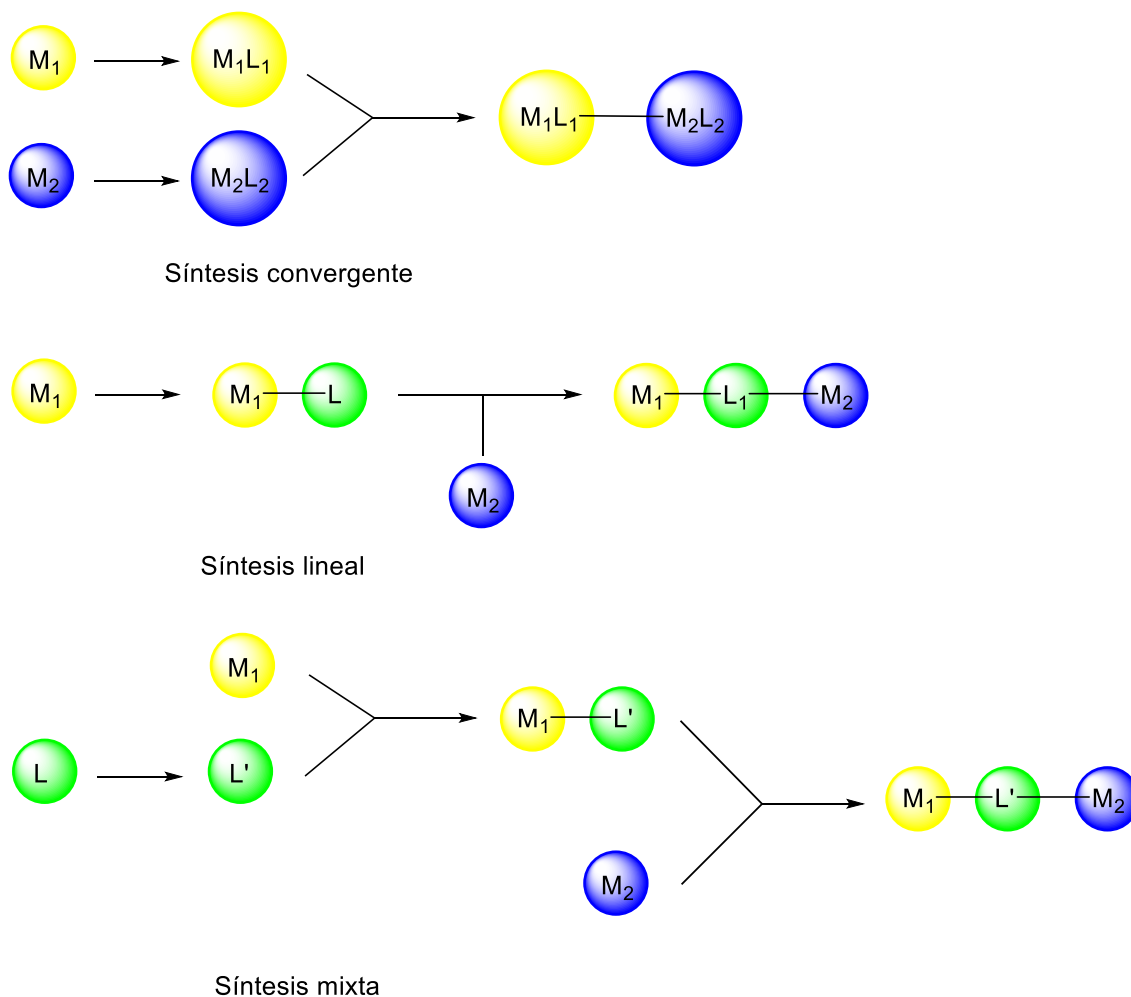 M₁ M₁L₁
M₁L₁ M₂L₂
M₂ M₂L₂
Síntesis convergente
M₁ M₁ L M₁ L₁ M₂
M₂
Síntesis lineal
M₁
M₁ L'
L L'
M₁ L' M₂
M₂
Síntesis mixta